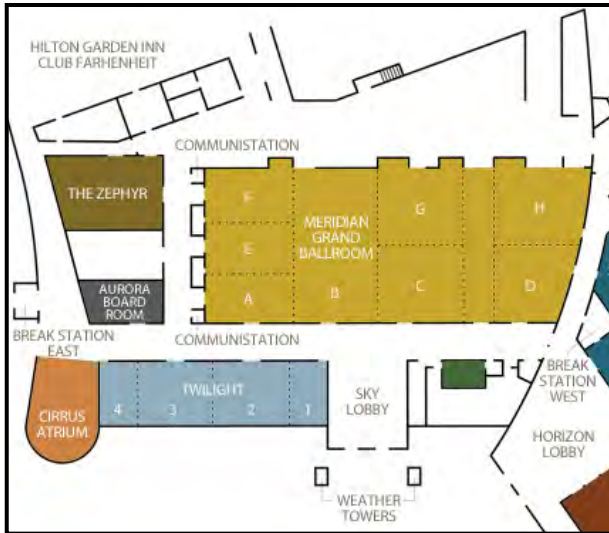 HILTON GARDEN INN
CLUB FARHENHEIT
COMMUNISTATION
THE ZEPHYR
F
G
H
MERIDIAN
GRAND
BALLROOM
E
AURORA
BOARD
ROOM
A
B
C
D
BREAK STATION
EAST
COMMUNISTATION
TWILIGHT
4
3
2
1
SKY
LOBBY
BREAK
STATION
WEST
CIRRUS
ATRIUM
HORIZON
LOBBY
WEATHER
TOWERS